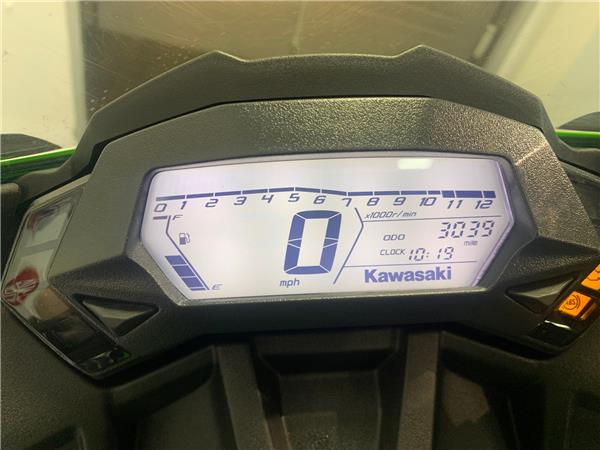 0 1 2 3 4 5 6 7 8 9 10 11 12
x1000r/min
F
ODO 3039
mile
CLOCK 10:19
0
E
mph
Kawasaki
ABS